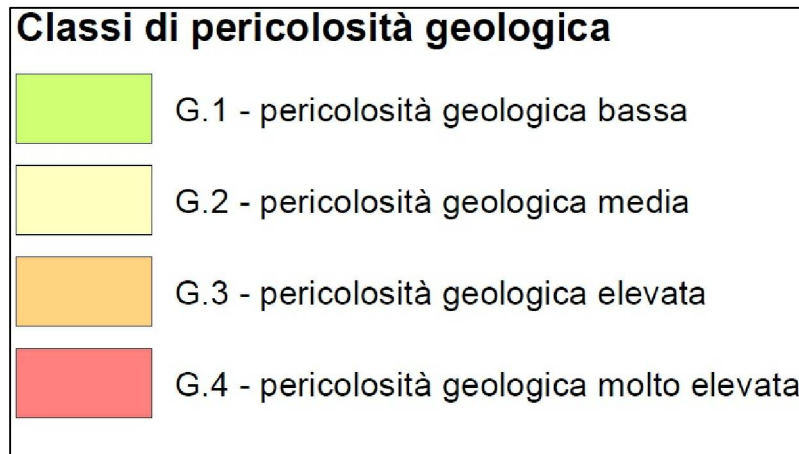 Classi di pericolosità geologica
G.1 - pericolosità geologica bassa
G.2 - pericolosità geologica media
G.3 - pericolosità geologica elevata
G.4 - pericolosità geologica molto elevata